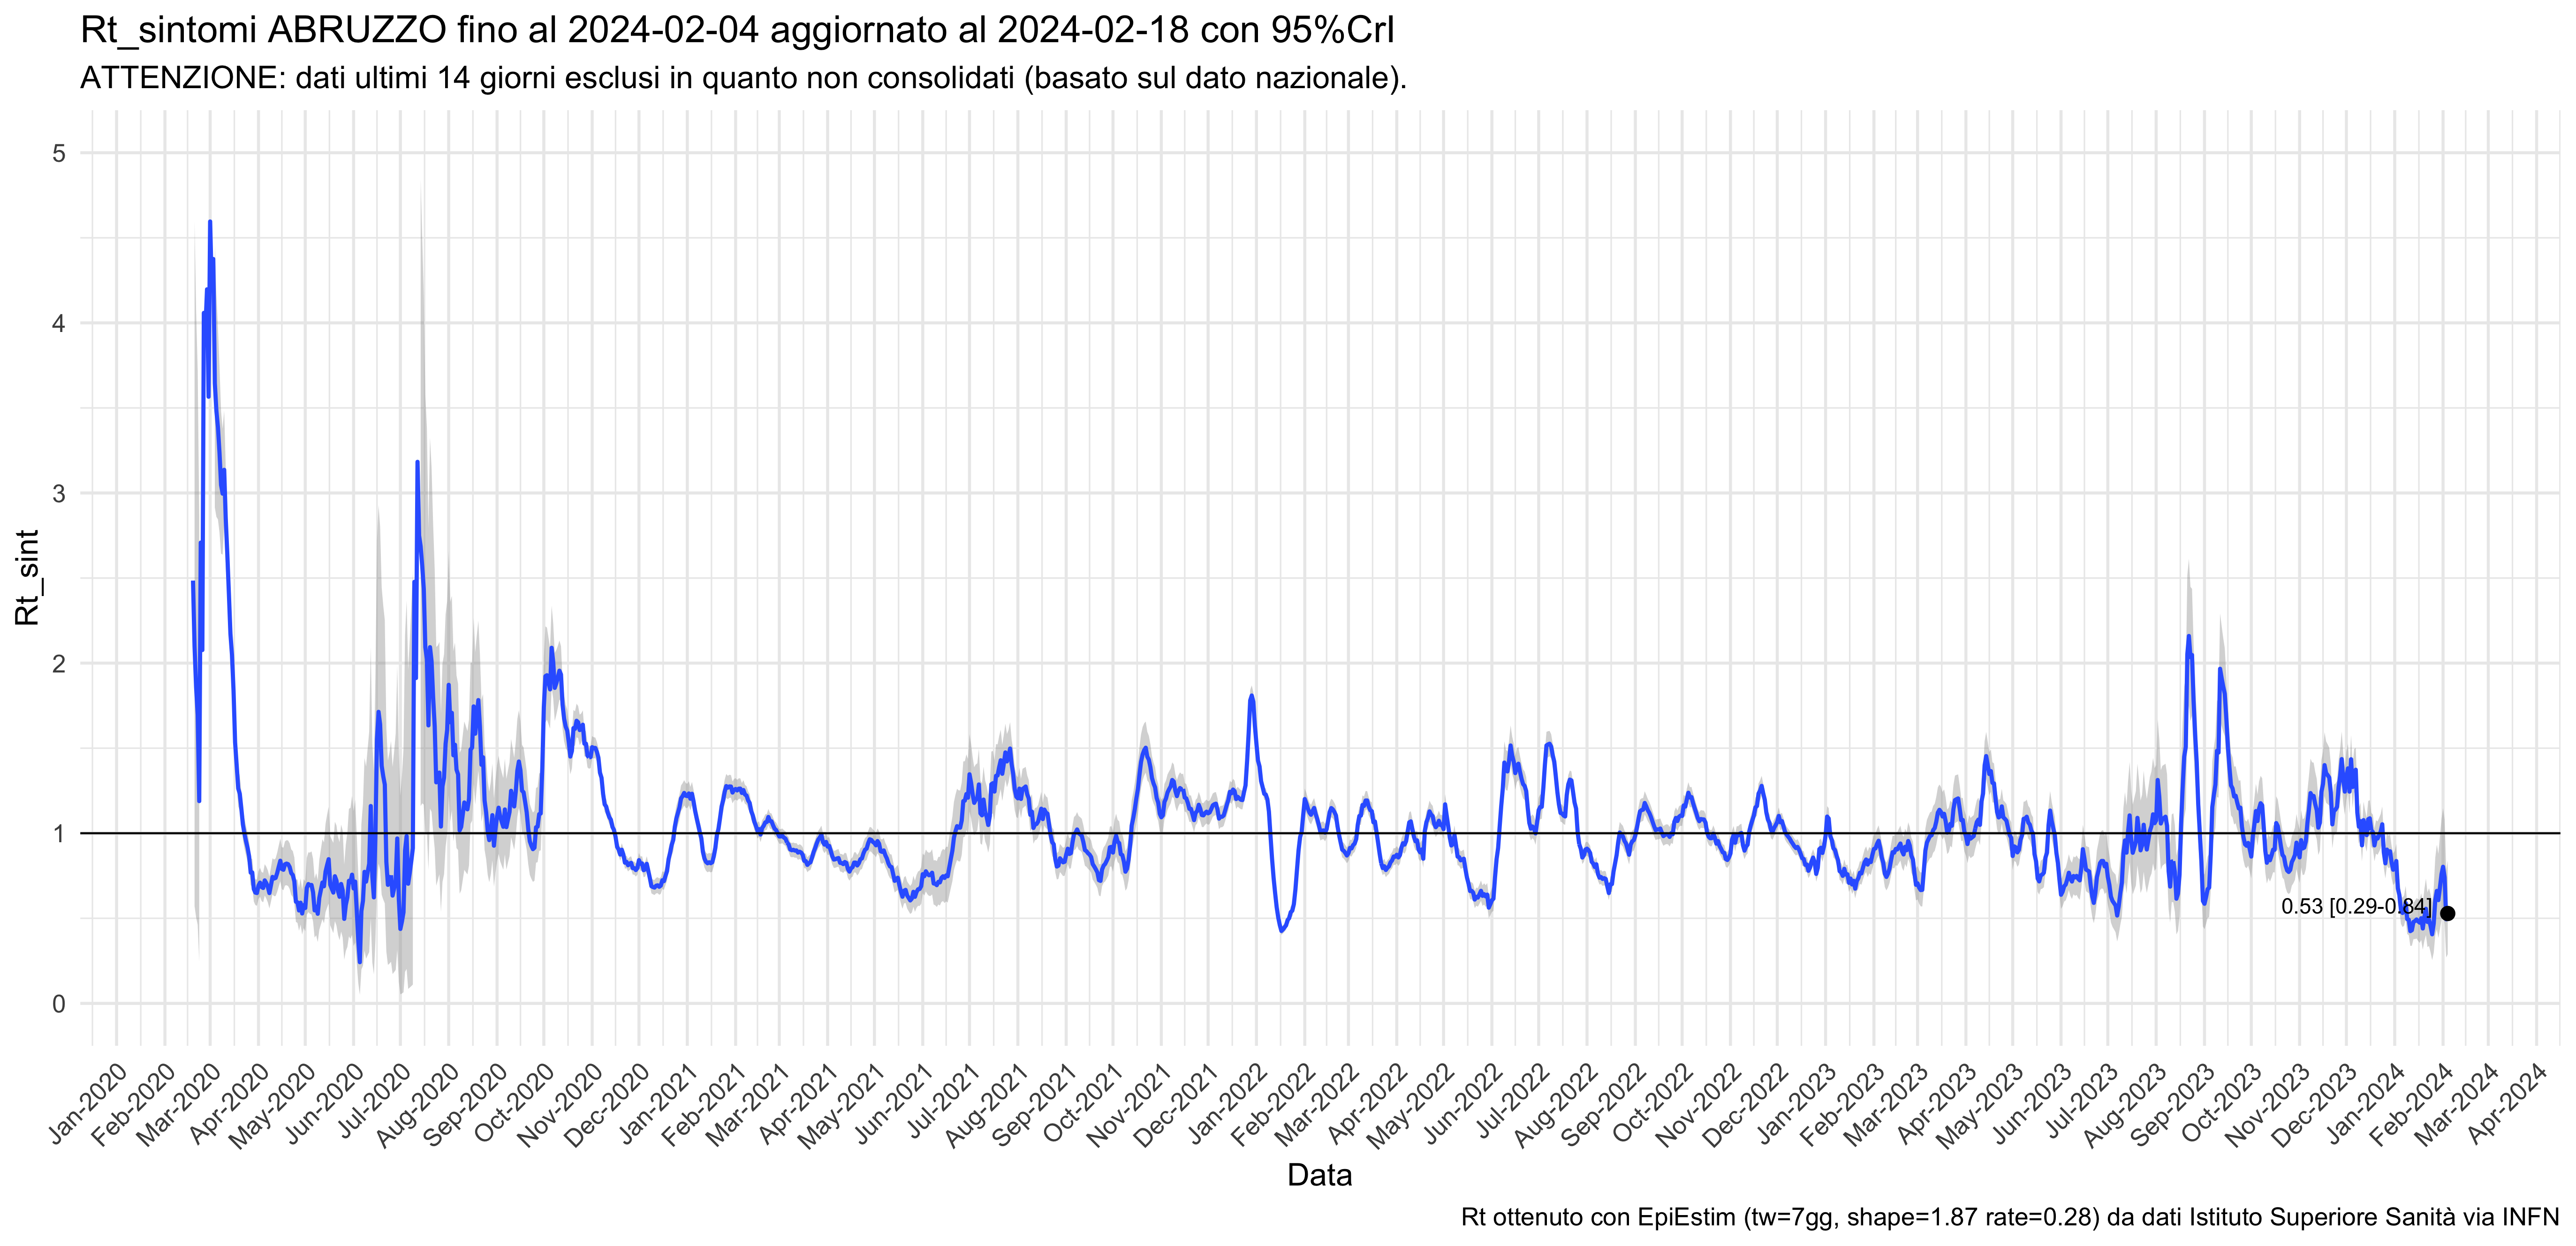 Rt_sintomi ABRUZZO fino al 2024-02-04 aggiornato al 2024-02-18 con 95%CrI
ATTENZIONE: dati ultimi 14 giorni esclusi in quanto non consolidati (basato sul dato nazionale).
5
4
3
2
1
0
Rt_sint
0.53 [0.29-0.84]
Jan-2020
Feb-2020
Mar-2020
Apr-2020
May-2020
Jun-2020
Jul-2020
Aug-2020
Sep-2020
Oct-2020
Nov-2020
Dec-2020
Jan-2021
Feb-2021
Mar-2021
Apr-2021
May-2021
Jun-2021
Jul-2021
Aug-2021
Sep-2021
Oct-2021
Nov-2021
Dec-2021
Jan-2022
Feb-2022
Mar-2022
Apr-2022
May-2022
Jun-2022
Jul-2022
Aug-2022
Sep-2022
Oct-2022
Nov-2022
Dec-2022
Jan-2023
Feb-2023
Mar-2023
Apr-2023
May-2023
Jun-2023
Jul-2023
Aug-2023
Sep-2023
Oct-2023
Nov-2023
Dec-2023
Jan-2024
Feb-2024
Mar-2024
Apr-2024
Data
Rt ottenuto con EpiEstim (tw=7gg, shape=1.87 rate=0.28) da dati Istituto Superiore Sanità via INFN